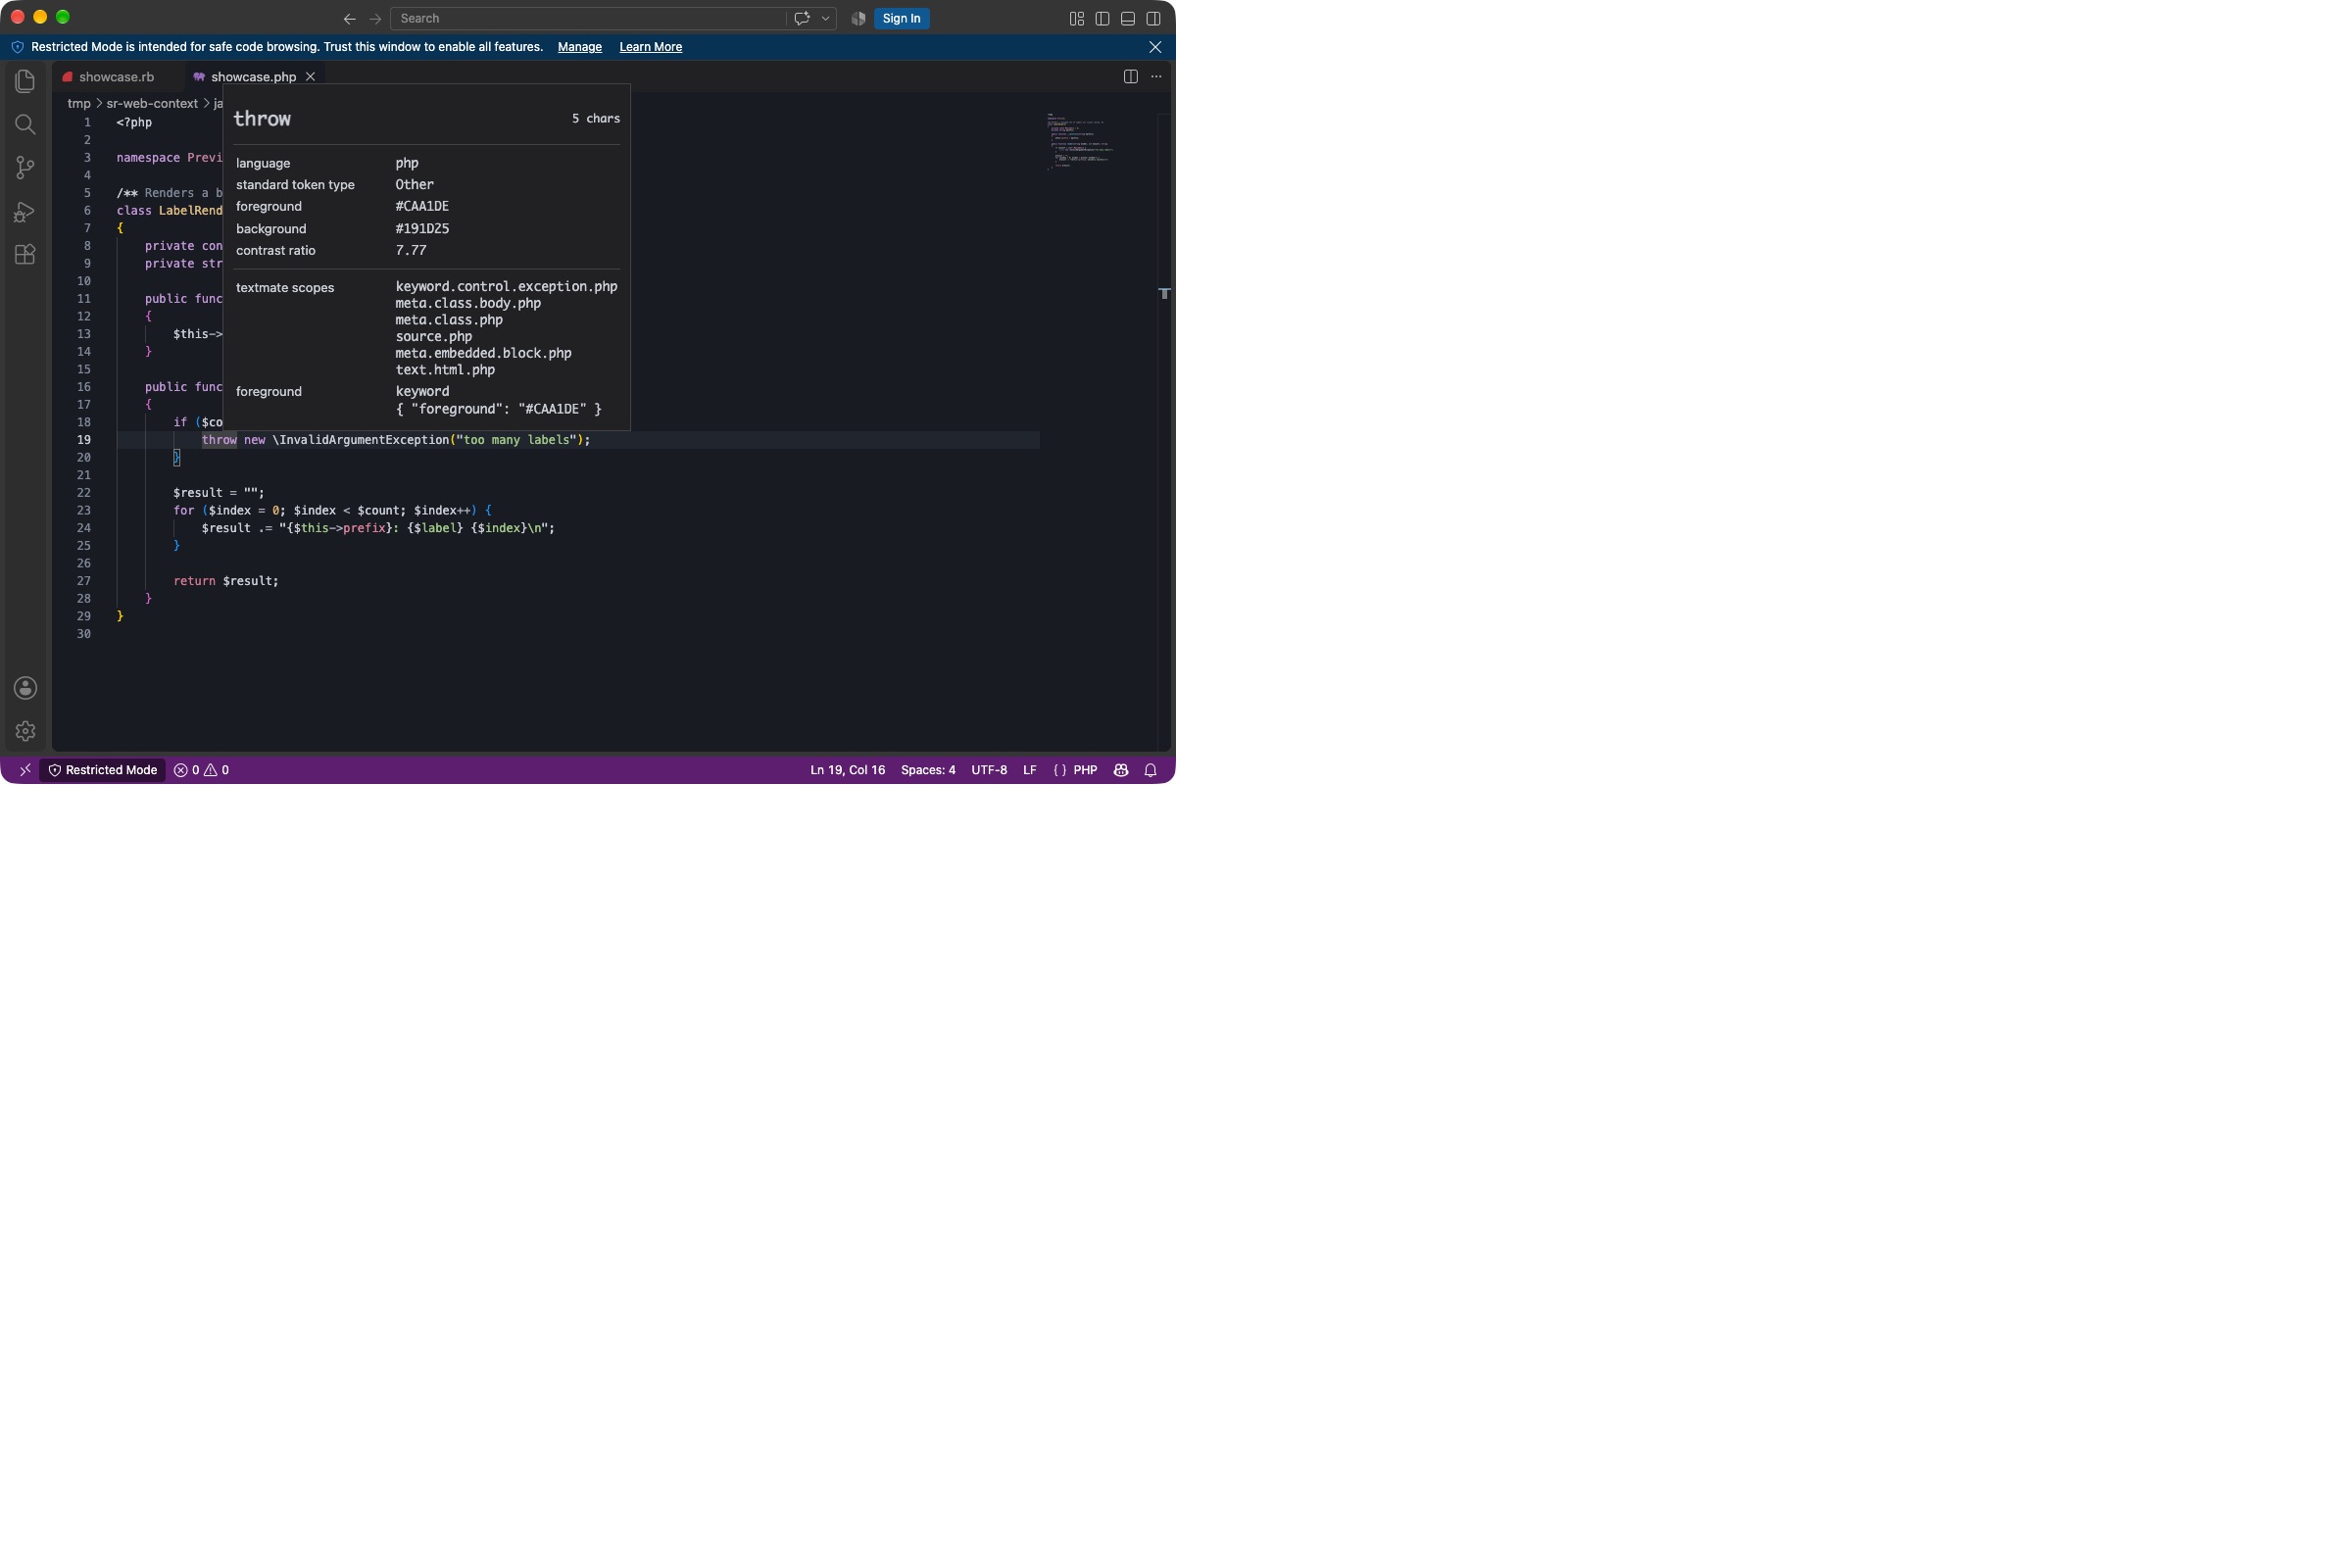 Search
Sign In
Restricted Mode is intended for safe code browsing. Trust this window to enable all features. Manage Learn More
showcase.rb showcase.php
tmp > sr-web-context > ja
throw 5 chars
language php
standard token type Other
foreground #CAA1DE
background #191D25
contrast ratio 7.77
textmate scopes keyword.control.exception.php
meta.class.body.php
meta.class.php
source.php
meta.embedded.block.php
text.html.php
foreground keyword
{ "foreground": "#CAA1DE" }
1 <?php
2
3 namespace Previ
4
5 /** Renders a b
6 class LabelRend
7 {
8 private con
9 private str
10
11 public func
12 {
13 $this->
14 }
15
16 public func
17 {
18 if ($co
19 throw new \InvalidArgumentException("too many labels");
20 }
21
22 $result = "";
23 for ($index = 0; $index < $count; $index++) {
24 $result .= "{$this->prefix}: {$label} {$index}\n";
25 }
26
27 return $result;
28 }
29 }
30
Restricted Mode 0 0 Ln 19, Col 16 Spaces: 4 UTF-8 LF { } PHP